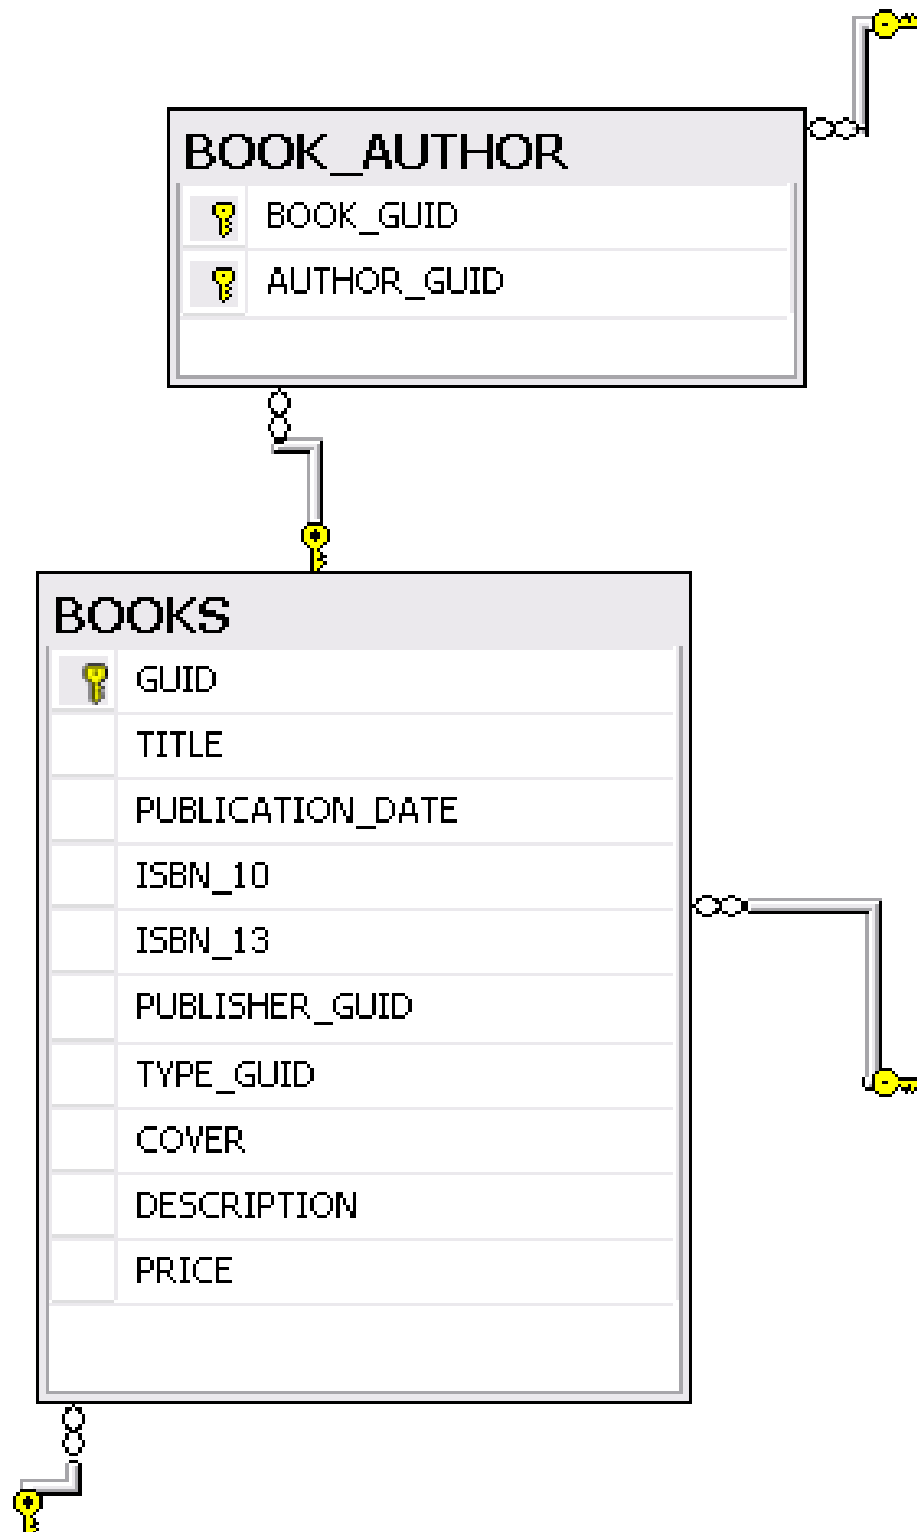 BOOK_AUTHOR
BOOK_GUID
AUTHOR_GUID
BOOKS
GUID
TITLE
PUBLICATION_DATE
ISBN_10
ISBN_13
PUBLISHER_GUID
TYPE_GUID
COVER
DESCRIPTION
PRICE